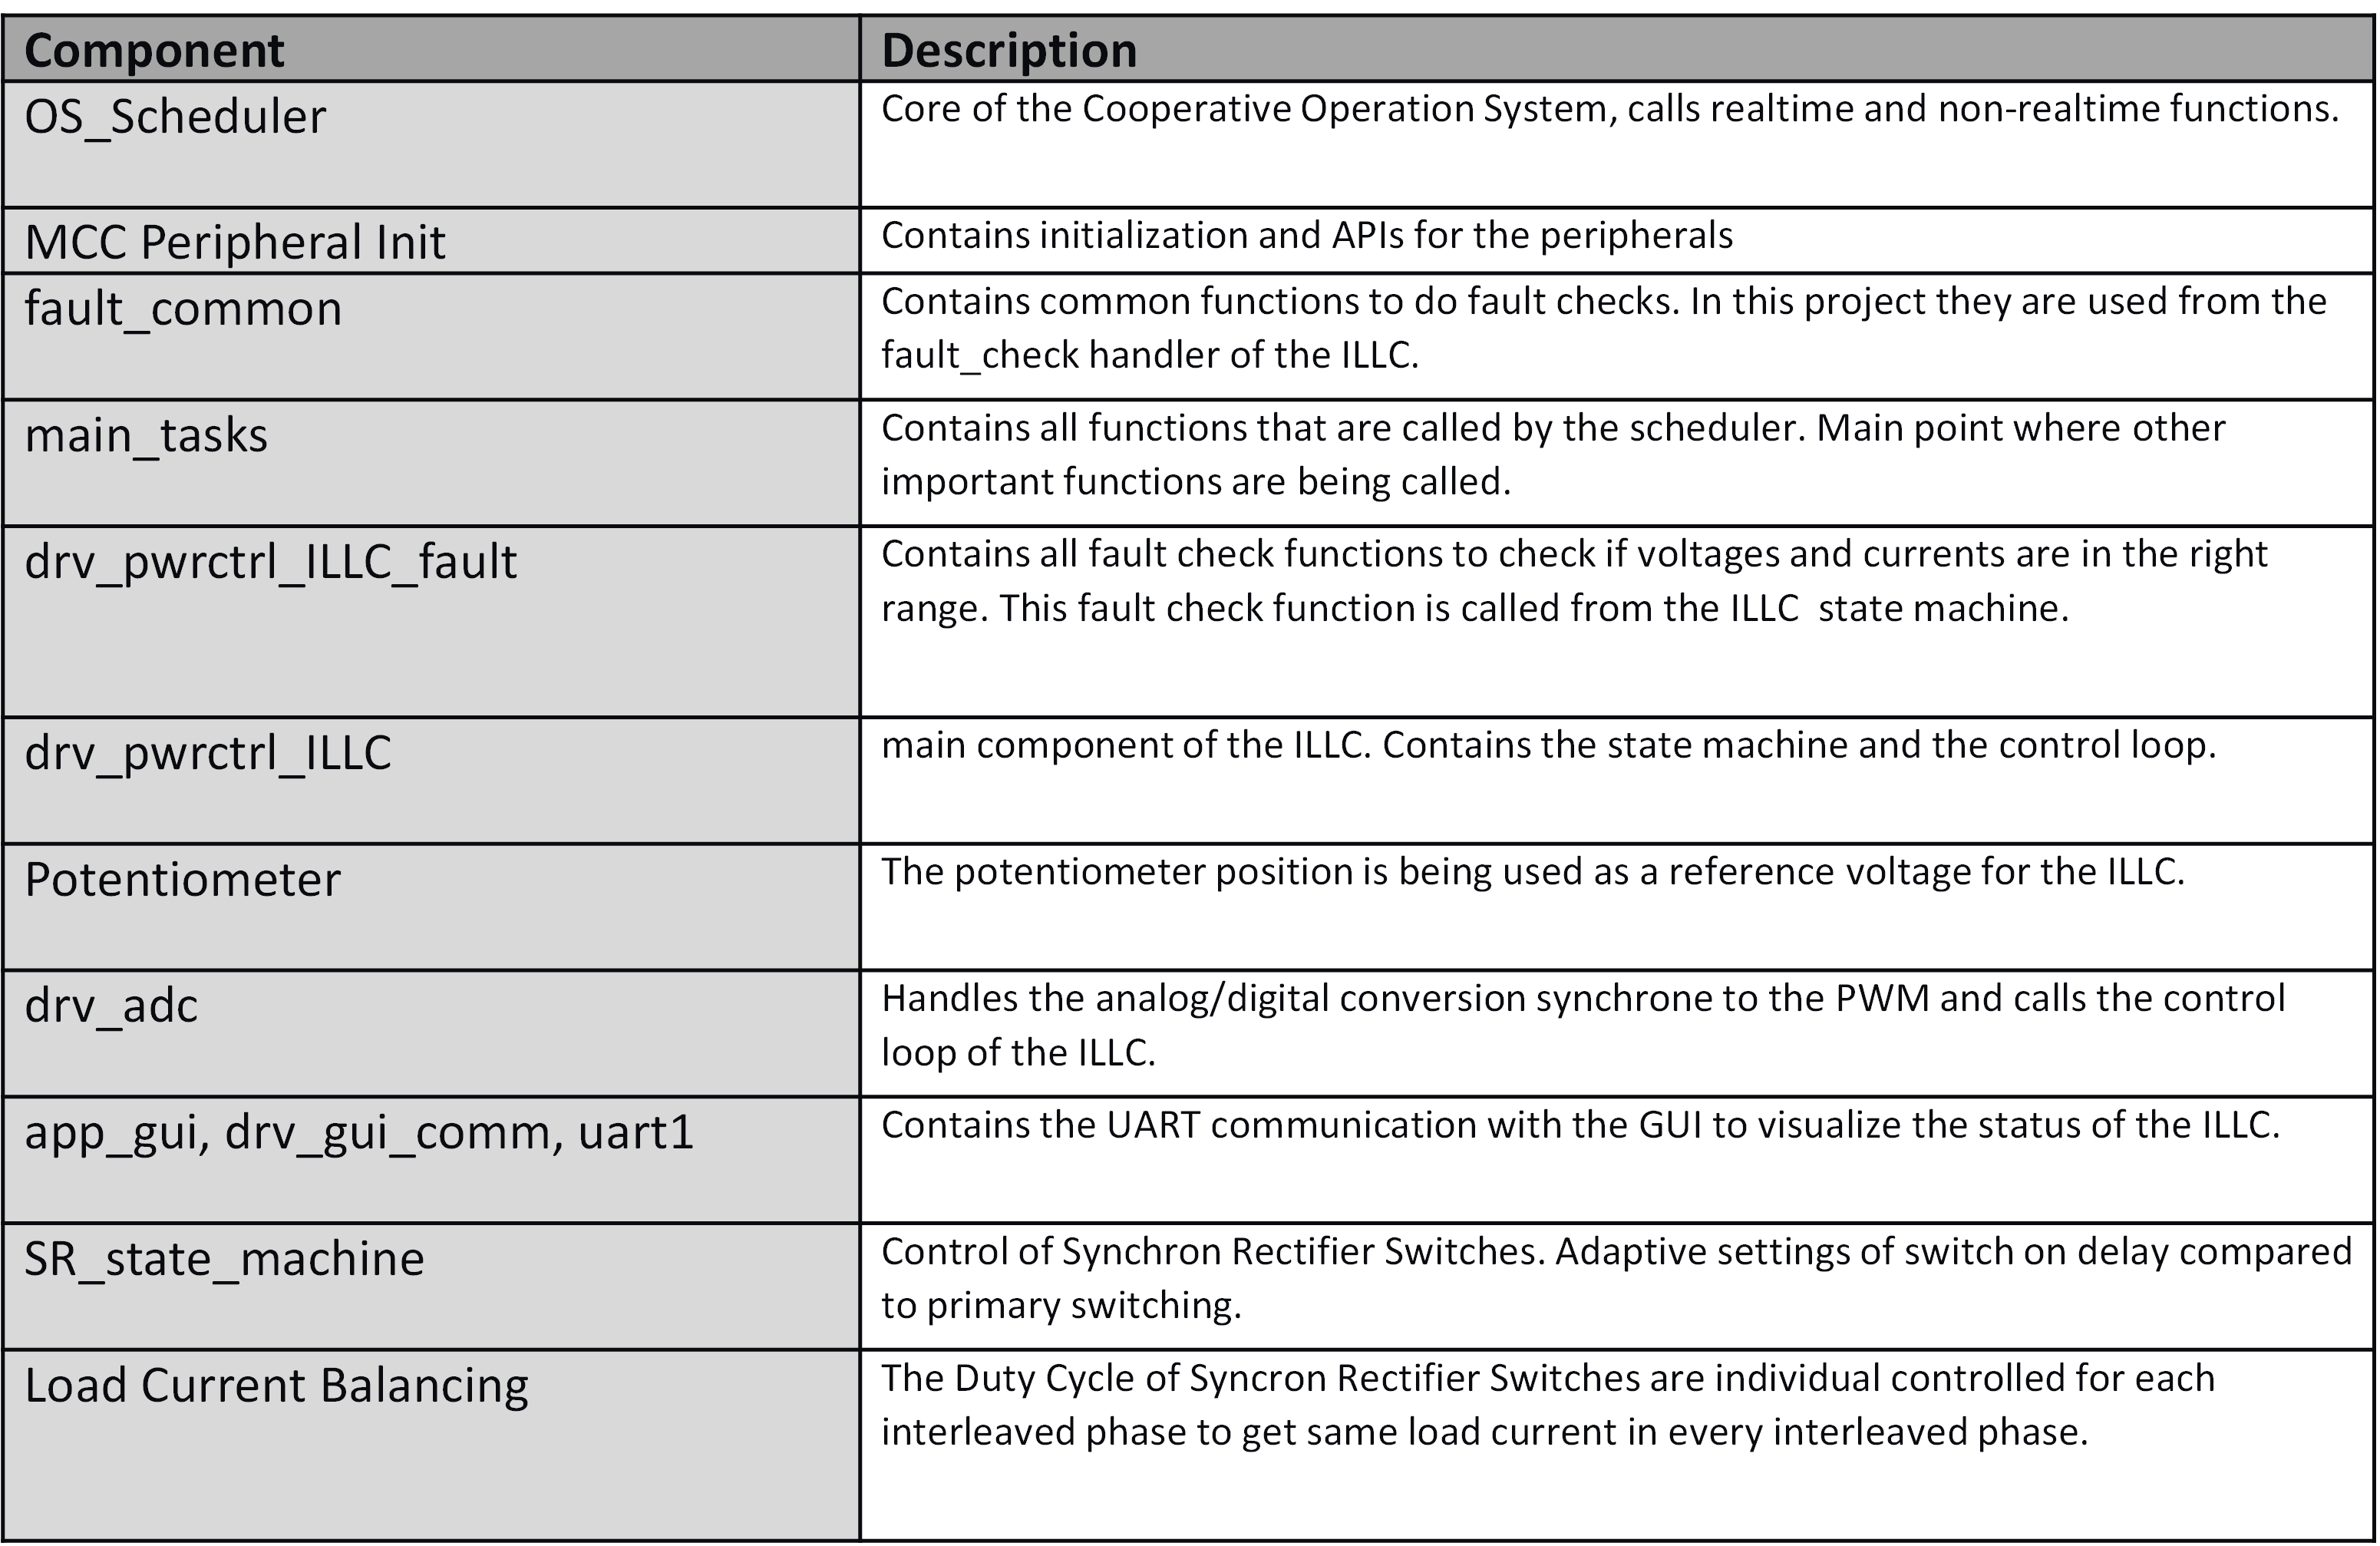 Component
Description
OS_Scheduler
Core of the Cooperative Operation System, calls realtime and non-realtime functions.
MCC Peripheral Init
Contains initialization and APIs for the peripherals
fault_common
Contains common functions to do fault checks. In this project they are used from the
fault_check handler of the ILLC.
main_tasks
Contains all functions that are called by the scheduler. Main point where other
important functions are being called.
drv_pwrctrl_ILLC_fault
Contains all fault check functions to check if voltages and currents are in the right
range. This fault check function is called from the ILLC  state machine.
drv_pwrctrl_ILLC
main component of the ILLC. Contains the state machine and the control loop.
Potentiometer
The potentiometer position is being used as a reference voltage for the ILLC.
drv_adc
Handles the analog/digital conversion synchrone to the PWM and calls the control
loop of the ILLC.
app_gui, drv_gui_comm, uart1
Contains the UART communication with the GUI to visualize the status of the ILLC.
SR_state_machine
Control of Synchron Rectifier Switches. Adaptive settings of switch on delay compared
to primary switching.
Load Current Balancing
The Duty Cycle of Syncron Rectifier Switches are individual controlled for each
interleaved phase to get same load current in every interleaved phase.